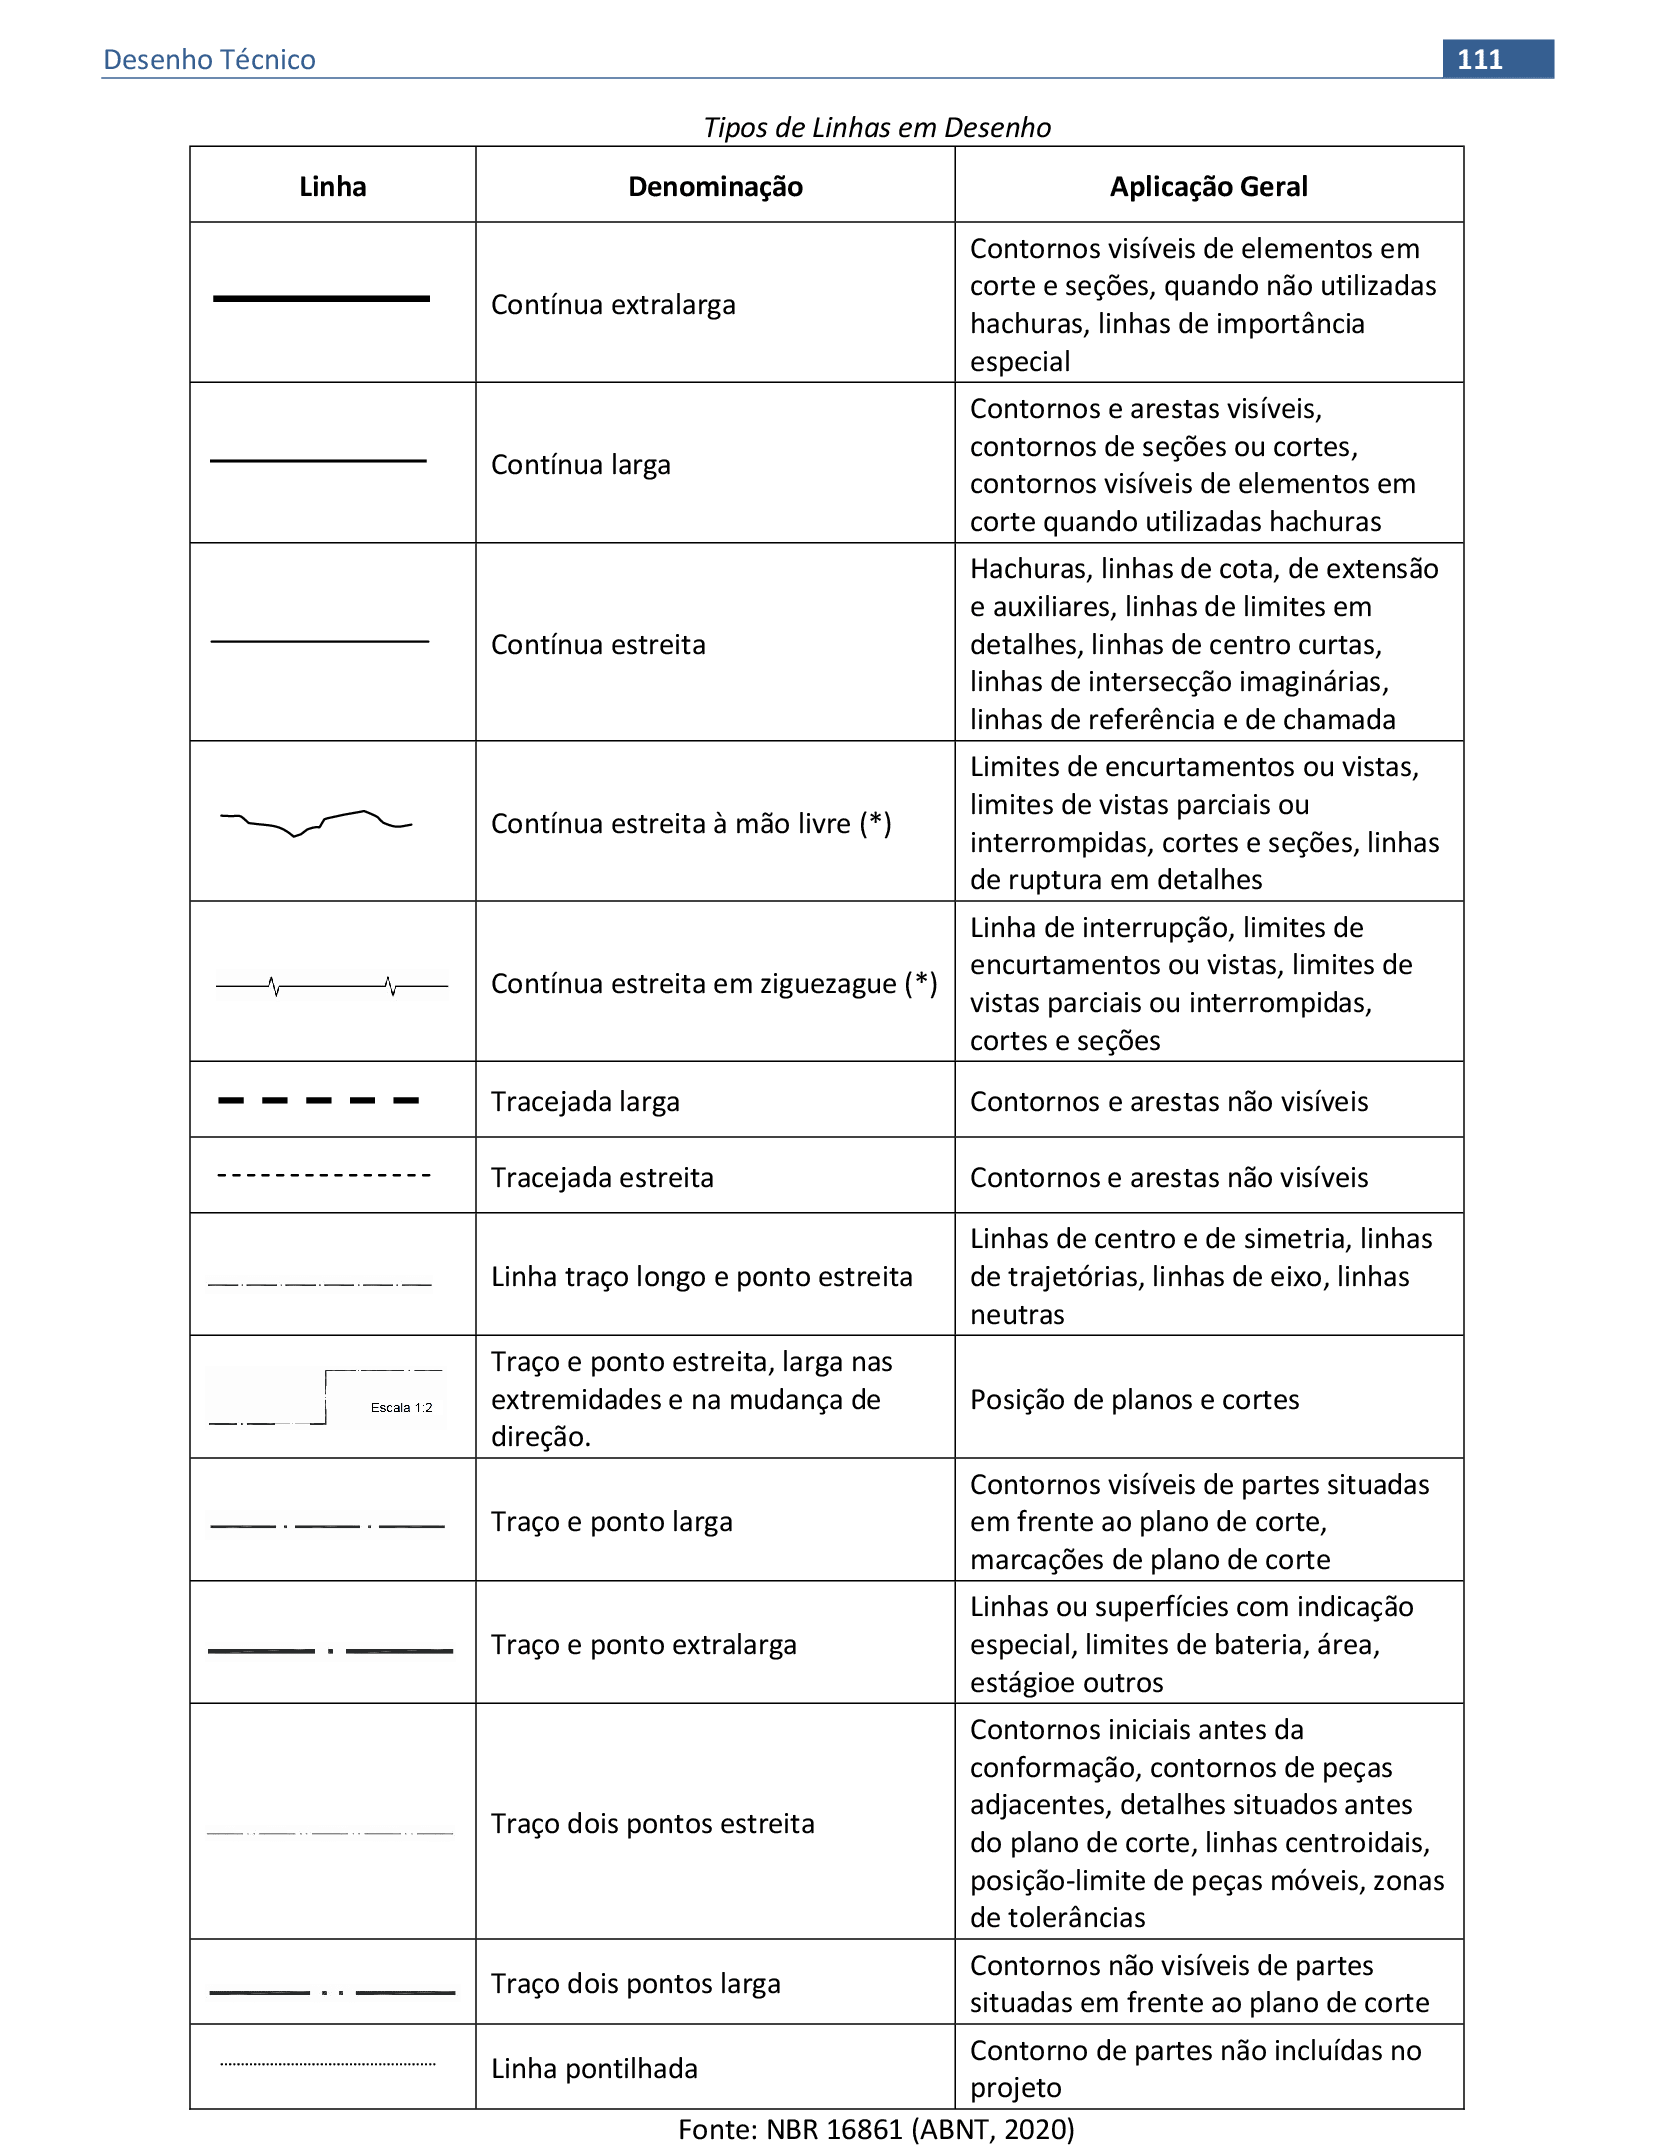 Desenho Técnico
111
Tipos de Linhas em Desenho
Linha
Denominação
Aplicação Geral
Contínua extralarga
Contornos visíveis de elementos em
corte e seções, quando não utilizadas
hachuras, linhas de importância
especial
Contínua larga
Contornos e arestas visíveis,
contornos de seções ou cortes,
contornos visíveis de elementos em
corte quando utilizadas hachuras
Contínua estreita
Hachuras, linhas de cota, de extensão
e auxiliares, linhas de limites em
detalhes, linhas de centro curtas,
linhas de intersecção imaginárias,
linhas de referência e de chamada
Contínua estreita à mão livre (*)
Limites de encurtamentos ou vistas,
limites de vistas parciais ou
interrompidas, cortes e seções, linhas
de ruptura em detalhes
Contínua estreita em ziguezague (*)
Linha de interrupção, limites de
encurtamentos ou vistas, limites de
vistas parciais ou interrompidas,
cortes e seções
Tracejada larga
Contornos e arestas não visíveis
Tracejada estreita
Contornos e arestas não visíveis
Linha traço longo e ponto estreita
Linhas de centro e de simetria, linhas
de trajetórias, linhas de eixo, linhas
neutras
Escala 1:2
Traço e ponto estreita, larga nas
extremidades e na mudança de
direção.
Posição de planos e cortes
Traço e ponto larga
Contornos visíveis de partes situadas
em frente ao plano de corte,
marcações de plano de corte
Traço e ponto extralarga
Linhas ou superfícies com indicação
especial, limites de bateria, área,
estágioe outros
Traço dois pontos estreita
Contornos iniciais antes da
conformação, contornos de peças
adjacentes, detalhes situados antes
do plano de corte, linhas centroidais,
posição-limite de peças móveis, zonas
de tolerâncias
Traço dois pontos larga
Contornos não visíveis de partes
situadas em frente ao plano de corte
Linha pontilhada
Contorno de partes não incluídas no
projeto
Fonte: NBR 16861 (ABNT, 2020)